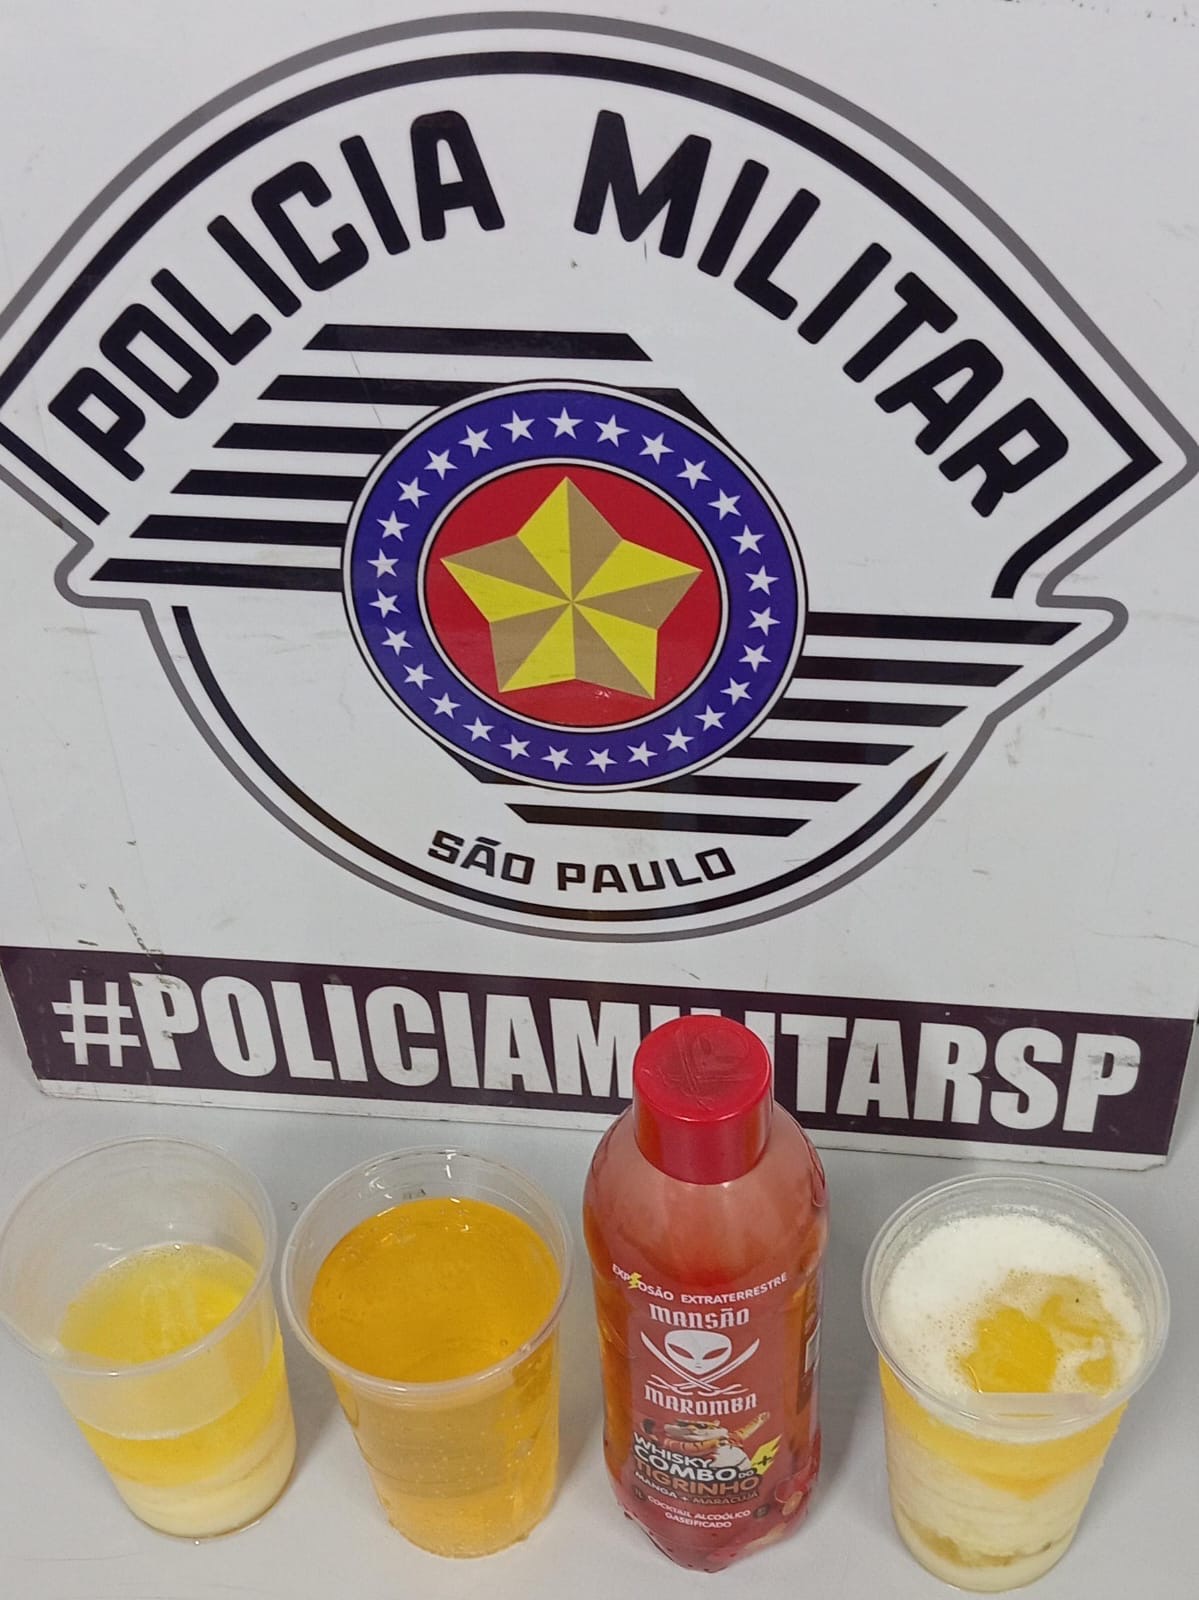 POLICIA MILITAR
SÃO PAULO
#POLICIAMILITARSP
EXPLOSÃO EXTRATERRESTRE
MANSÃO
MAROMBA
WHISKY
COMBO DO
TIGRINHO
MANGA + MARACUJÁ
COCKTAIL ALCOÓLICO
GASEIFICADO